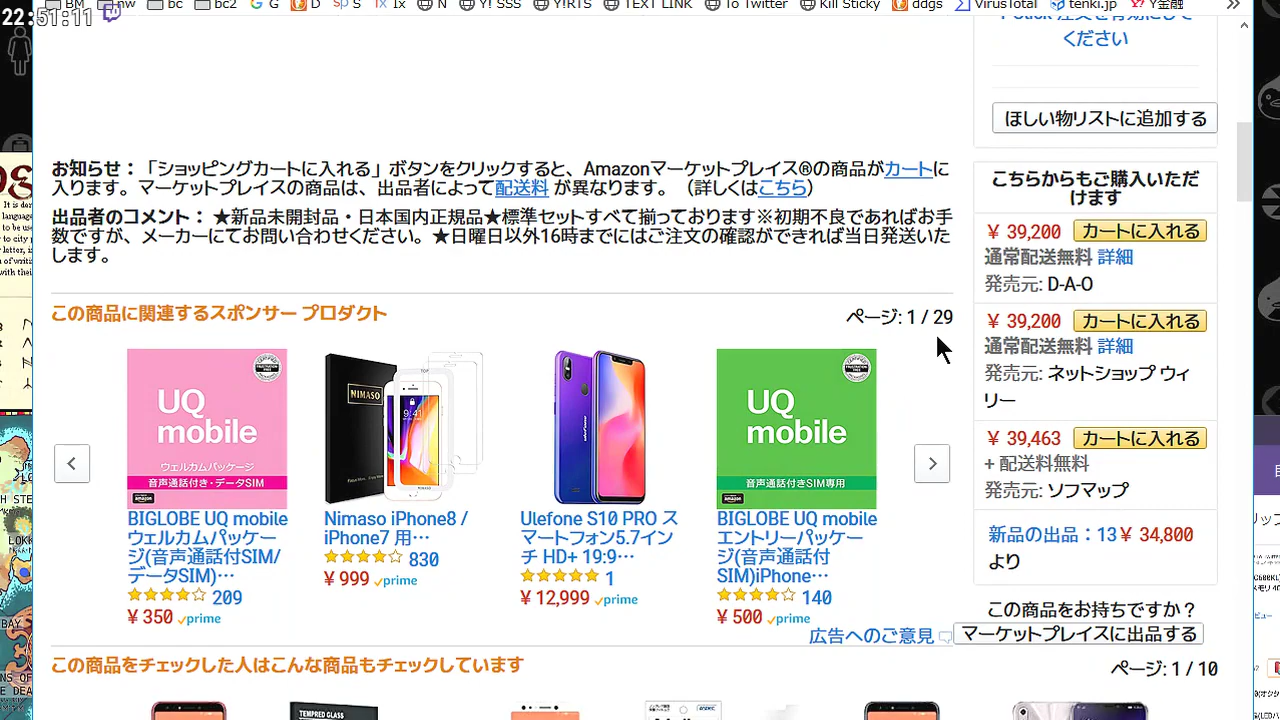 22:51:11
BM
nw
bc
bc2
G
D
S
Ix
N
Y! SSS
Y!RTS
TEXT LINK
To Twitter
Kill Sticky
ddgs
VirusTotal
tenki.jp
Y金融
ください
ほしい物リストに追加する
お知らせ：「ショッピングカートに入れる」ボタンをクリックすると、Amazonマーケットプレイス®の商品がカートに
入ります。マーケットプレイスの商品は、出品者によって配送料 が異なります。（詳しくはこちら）
出品者のコメント： ★新品未開封品・日本国内正規品★標準セットすべて揃っております※初期不良であればお手
数ですが、メーカーにてお問い合わせください。★日曜日以外16時までにはご注文の確認ができれば当日発送いた
します。
こちらからもご購入いただ
けます
￥ 39,200 カートに入れる
通常配送無料 詳細
発売元: D-A-O
￥ 39,200 カートに入れる
通常配送無料 詳細
発売元: ネットショップ ウィ
リー
￥ 39,463 カートに入れる
+ 配送料無料
発売元: ソフマップ
新品の出品：13￥ 34,800
より
この商品をお持ちですか？
マーケットプレイスに出品する
この商品に関連するスポンサー プロダクト
ページ: 1 / 29
UQ
mobile
ウェルカムパッケージ
音声通話付き・データSIM
amazon
BIGLOBE UQ mobile
ウェルカムパッケー
ジ(音声通話付SIM/
データSIM)…
209
￥350 prime
NIMASO
TOP
9:41
Nimaso iPhone8 /
iPhone7 用…
830
￥999 prime
Ulefone S10 PRO ス
マートフォン5.7インチ
チ HD+ 19:9…
1
￥12,999 prime
UQ
mobile
音声通話付きSIM専用
amazon
BIGLOBE UQ mobile
エントリーパッケー
ジ(音声通話付
SIM)iPhone…
140
￥500 prime
広告へのご意見
この商品をチェックした人はこんな商品もチェックしています
ページ: 1 / 10
TEMPERED GLASS